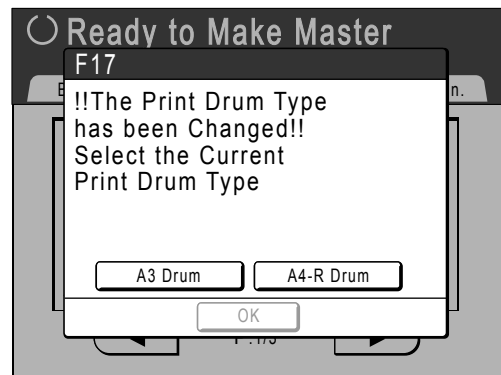 Ready to Make Master
F17
!!The Print Drum Type
has been Changed!!
Select the Current
Print Drum Type
A3 Drum
A4-R Drum
OK